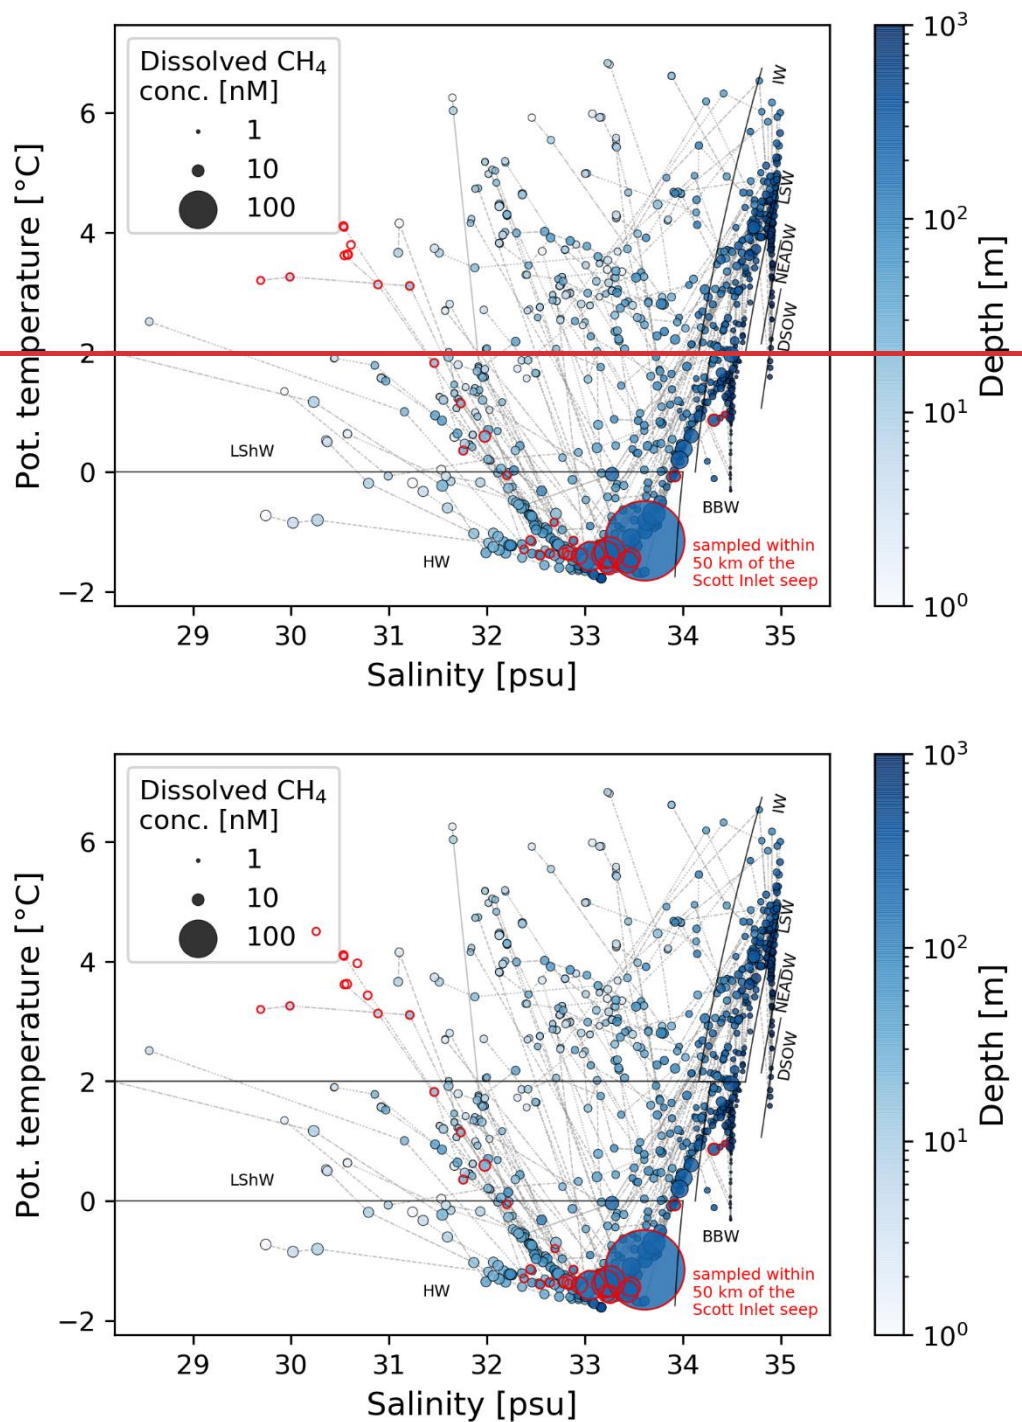 Dissolved CH₄
conc. [nM]
1
10
100
6
4
2
0
−2
Pot. temperature [°C]
29
30
31
32
33
34
35
Salinity [psu]
IW
LSW
NEADW
DSOW
LShW
HW
BBW
sampled within
50 km of the
Scott Inlet seep
10³
10²
10¹
10⁰
Depth [m]
Dissolved CH₄
conc. [nM]
1
10
100
6
4
2
0
−2
Pot. temperature [°C]
29
30
31
32
33
34
35
Salinity [psu]
IW
LSW
NEADW
DSOW
LShW
HW
BBW
sampled within
50 km of the
Scott Inlet seep
10³
10²
10¹
10⁰
Depth [m]